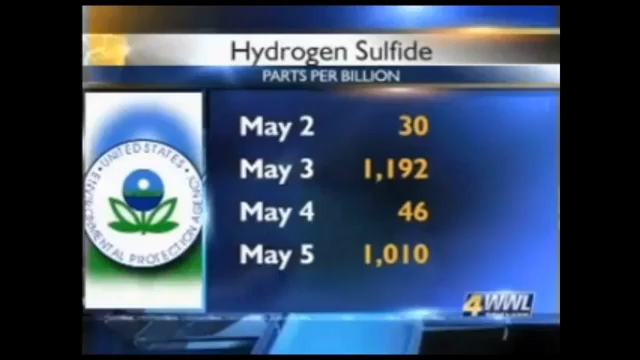 Hydrogen Sulfide
PARTS PER BILLION
May 2 30
May 3 1,192
May 4 46
May 5 1,010
UNITED STATES
ENVIRONMENTAL PROTECTION AGENCY
4WWL